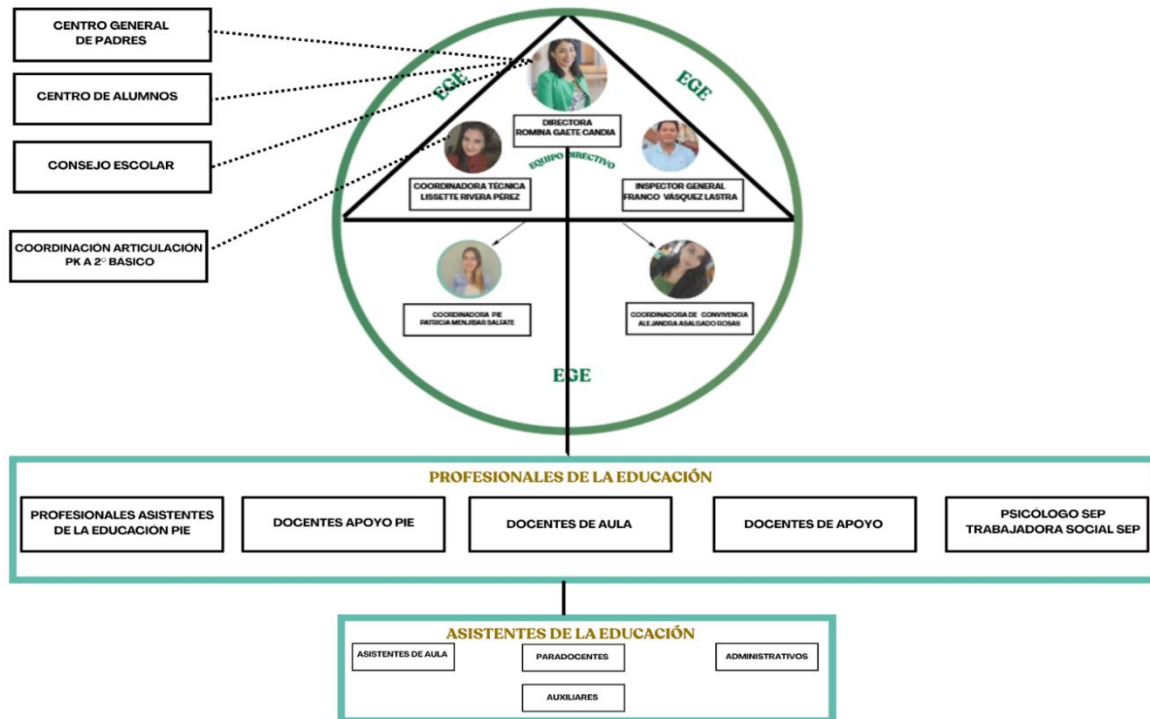 CENTRO GENERAL
DE PADRES
CENTRO DE ALUMNOS
CONSEJO ESCOLAR
COORDINACIÓN ARTICULACIÓN
PK A 2º BÁSICO
EGE
EGE
DIRECTORA
ROMINA GAETE CANDIA
EQUIPO DIRECTIVO
COORDINADORA TÉCNICA
LISSETTE RIVERA PÉREZ
INSPECTOR GENERAL
FRANCO VÁSQUEZ LASTRA
COORDINADORA PIE
PATRICIA MENJIBAR SALFATE
COORDINADORA DE CONVIVENCIA
ALEJANDRA ASALGADO ROSAS
EGE
PROFESIONALES DE LA EDUCACIÓN
PROFESIONALES ASISTENTES
DE LA EDUCACIÓN PIE
DOCENTES APOYO PIE
DOCENTES DE AULA
DOCENTES DE APOYO
PSICÓLOGO SEP
TRABAJADORA SOCIAL SEP
ASISTENTES DE LA EDUCACIÓN
ASISTENTES DE AULA
PARADOCENTES
ADMINISTRATIVOS
AUXILIARES